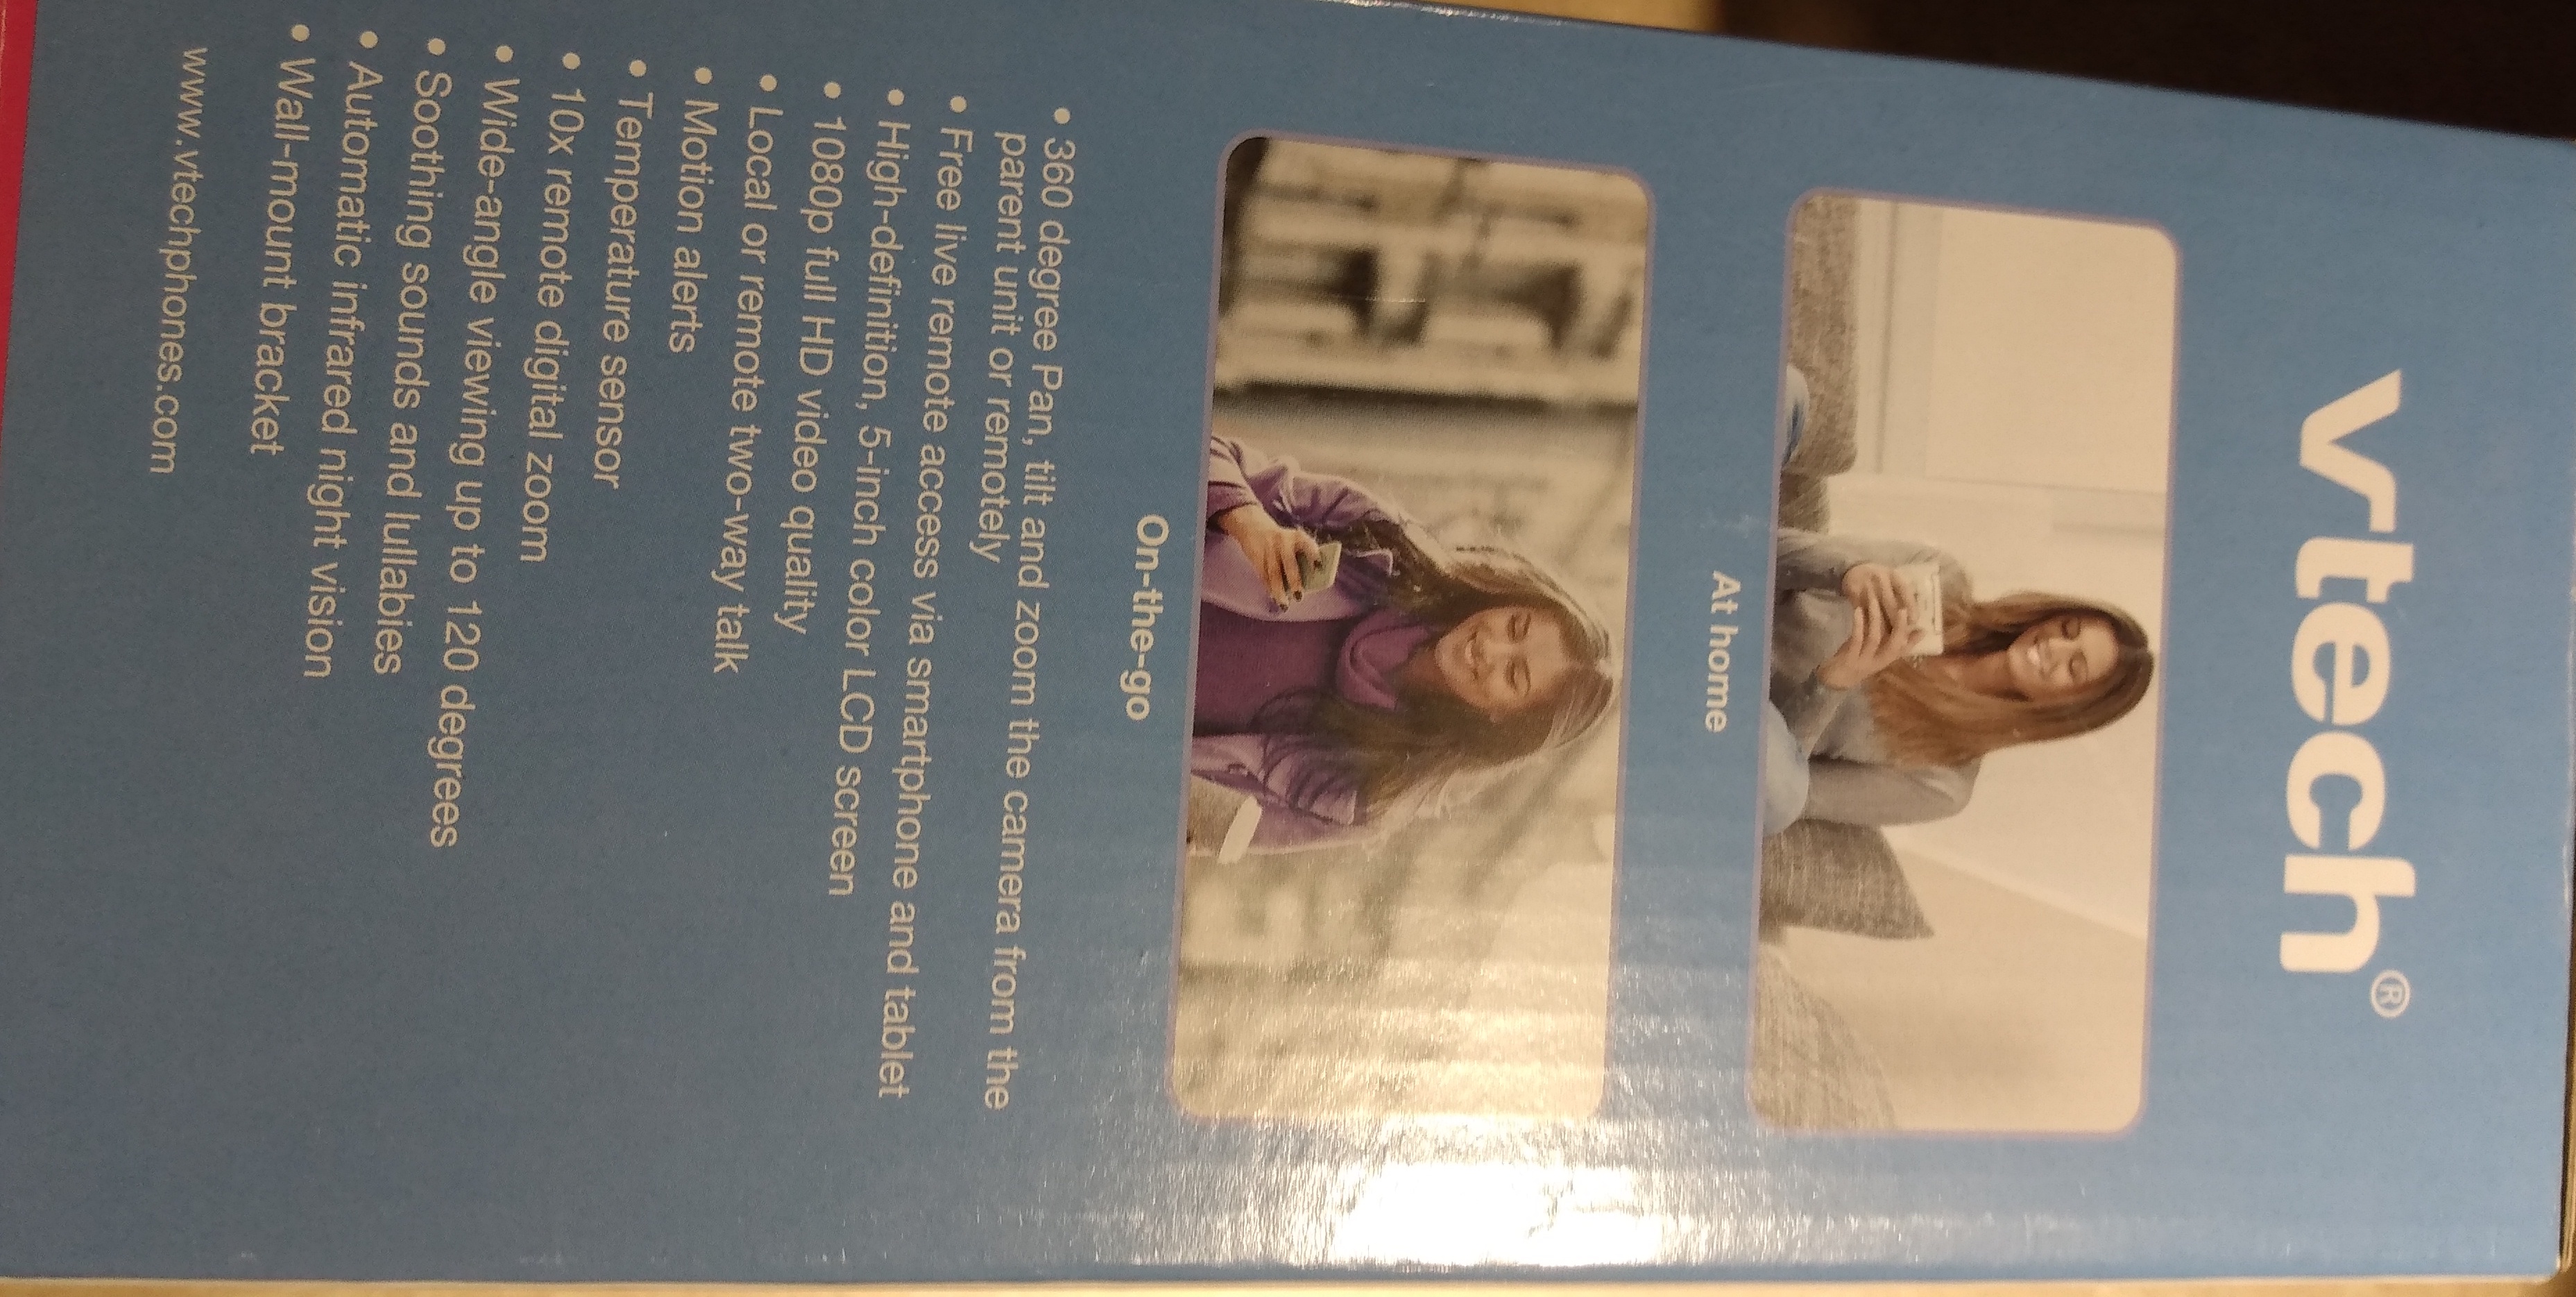 vtech®
At home
On-the-go
• 360 degree Pan, tilt and zoom the camera from the
parent unit or remotely
• Free live remote access via smartphone and tablet
• High-definition, 5-inch color LCD screen
• 1080p full HD video quality
• Local or remote two-way talk
• Motion alerts
• Temperature sensor
• 10x remote digital zoom
• Wide-angle viewing up to 120 degrees
• Soothing sounds and lullabies
• Automatic infrared night vision
• Wall-mount bracket
www.vtechphones.com